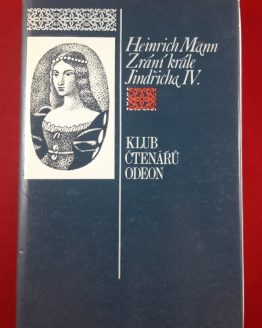 Heinrich Mann
Zrání krále
Jindřicha IV.
KLUB
ČTENÁŘŮ
ODEON